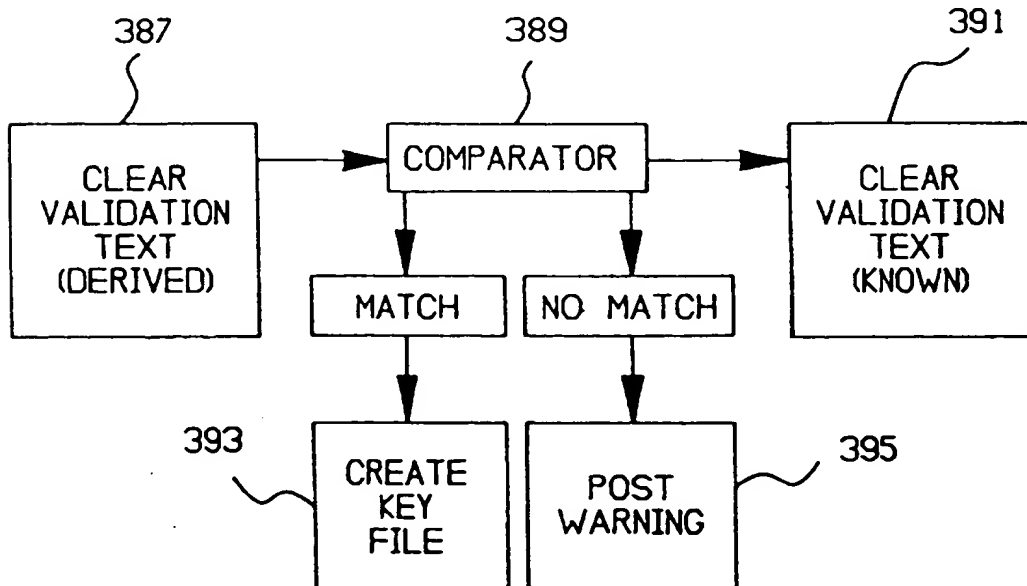 387
389
391
CLEAR
VALIDATION
TEXT
(DERIVED)
COMPARATOR
CLEAR
VALIDATION
TEXT
(KNOWN)
MATCH
NO MATCH
393
CREATE
KEY
FILE
POST
WARNING
395